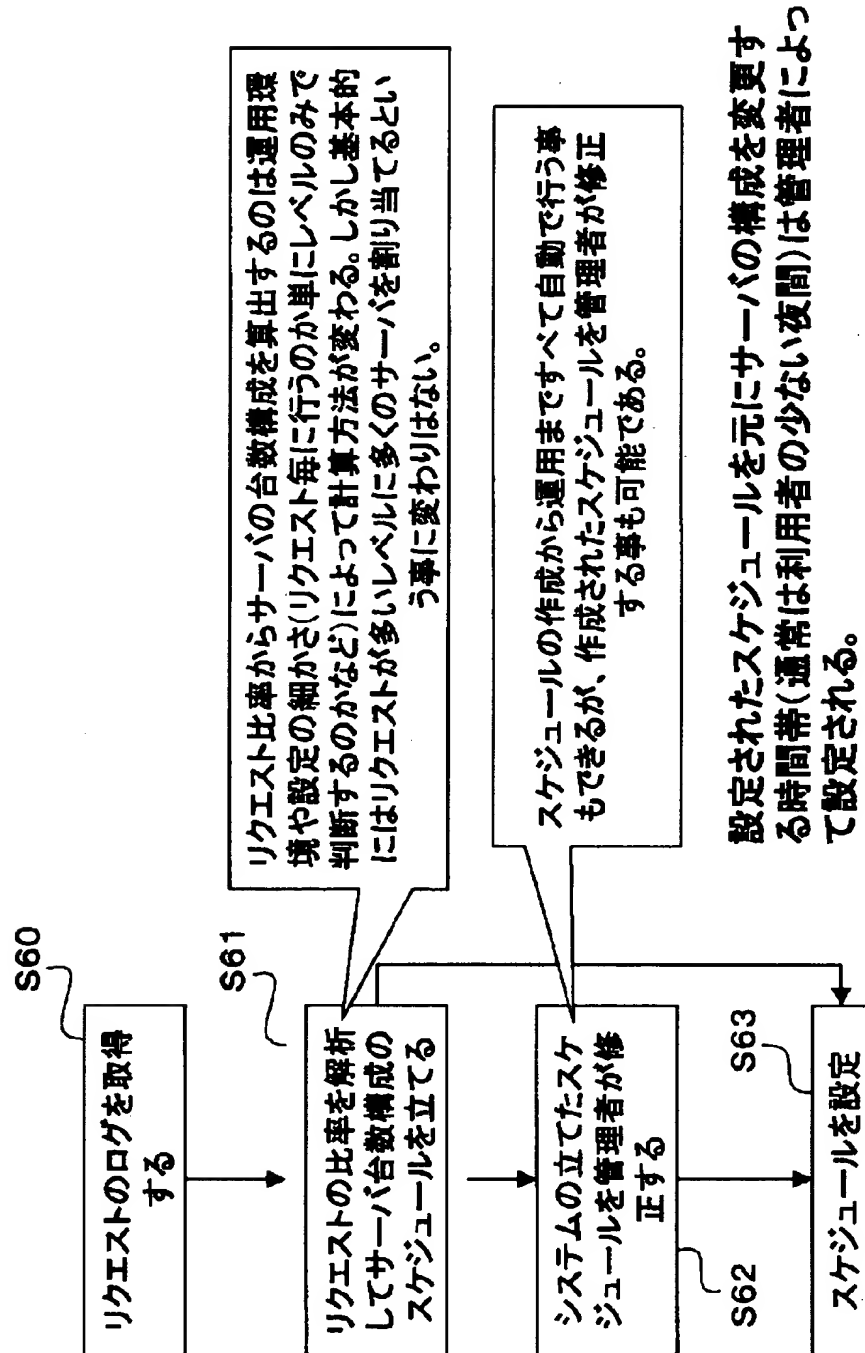 S60
リクエストのログを取得
する
S61
リクエストの比率を解析
してサーバ台数構成の
スケジュールを立てる
リクエスト比率からサーバの台数構成を算出するのは運用環
境や設定の細かさ(リクエスト毎に行うのか単にレベルのみで
判断するのかなど)によって計算方法が変わる。しかし基本的
にはリクエストが多いレベルに多くのサーバを割り当てるとい
う事に変わりはない。
システムの立てたスケ
ジュールを管理者が修
正する
S62
スケジュールの作成から運用まですべて自動で行う事
もできるが、作成されたスケジュールを管理者が修正
する事も可能である。
S63
スケジュールを設定
設定されたスケジュールを元にサーバの構成を変更す
る時間帯(通常は利用者の少ない夜間)は管理者によっ
て設定される。